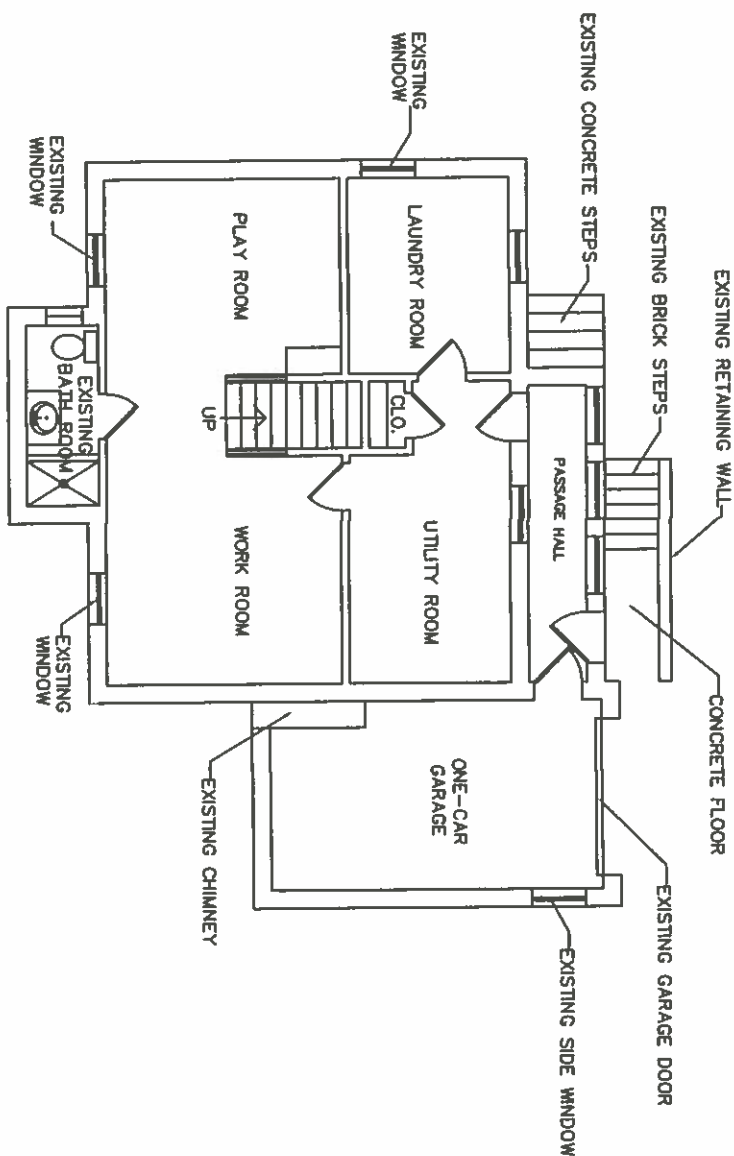 EXISTING RETAINING WALL
EXISTING BRICK STEPS
EXISTING CONCRETE STEPS
CONCRETE FLOOR
EXISTING GARAGE DOOR
EXISTING SIDE WINDOW
EXISTING
WINDOW
LAUNDRY ROOM
CLO.
PASSAGE HALL
UTILITY ROOM
ONE-CAR
GARAGE
PLAY ROOM
UP
WORK ROOM
EXISTING CHIMNEY
EXISTING
WINDOW
EXISTING
BATH ROOM
EXISTING
WINDOW